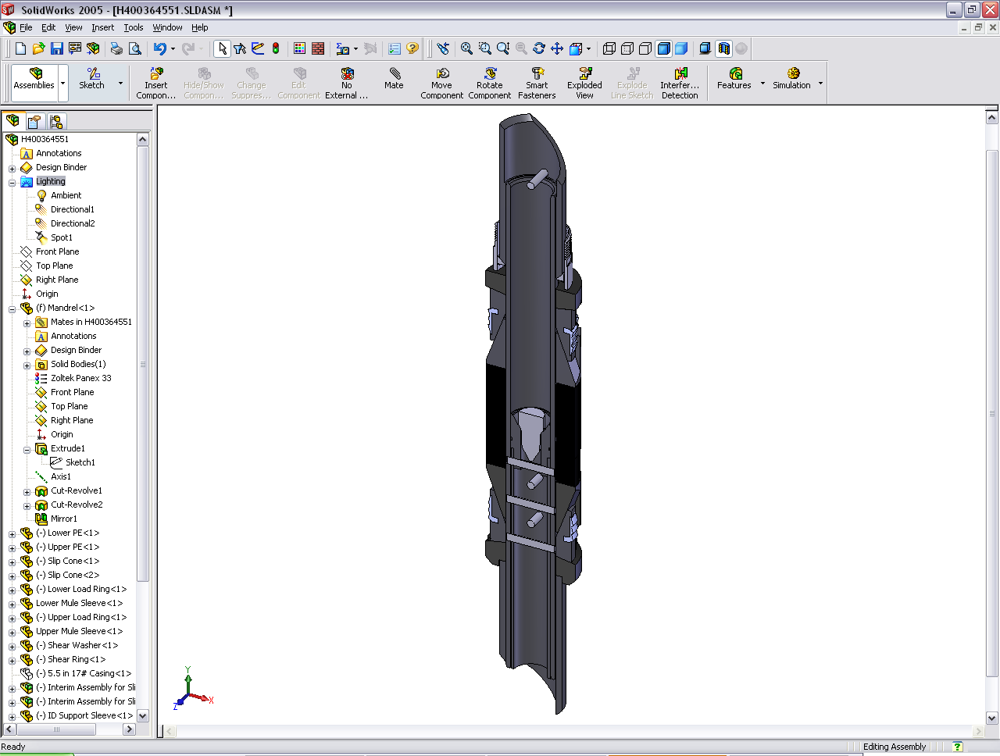 SolidWorks 2005 - [H400364551.SLDASM *]
File Edit View Insert Tools Window Help
Assemblies Sketch Insert Compon... Hide/Show Compon... Change Suppres... Edit Component No External ... Mate Move Component Rotate Component Smart Fasteners Exploded View Explode Line Sketch Interfer... Detection Features Simulation
H400364551
Annotations
Design Binder
Lighting
Ambient
Directional1
Directional2
Spot1
Front Plane
Top Plane
Right Plane
Origin
(f) Mandrel<1>
Mates in H400364551
Annotations
Design Binder
Solid Bodies(1)
Zoltek Panex 33
Front Plane
Top Plane
Right Plane
Origin
Extrude1
Sketch1
Axis1
Cut-Revolve1
Cut-Revolve2
Mirror1
(-) Lower PE<1>
(-) Upper PE<1>
(-) Slip Cone<1>
(-) Slip Cone<2>
(-) Lower Load Ring<1>
Lower Mule Sleeve<1>
(-) Upper Load Ring<1>
Upper Mule Sleeve<1>
(-) Shear Washer<1>
(-) Shear Ring<1>
(-) 5.5 in 17# Casing<1>
(-) Interim Assembly for Sli
(-) Interim Assembly for Sli
(-) ID Support Sleeve<1>
Y
X
Z
Ready
Editing Assembly